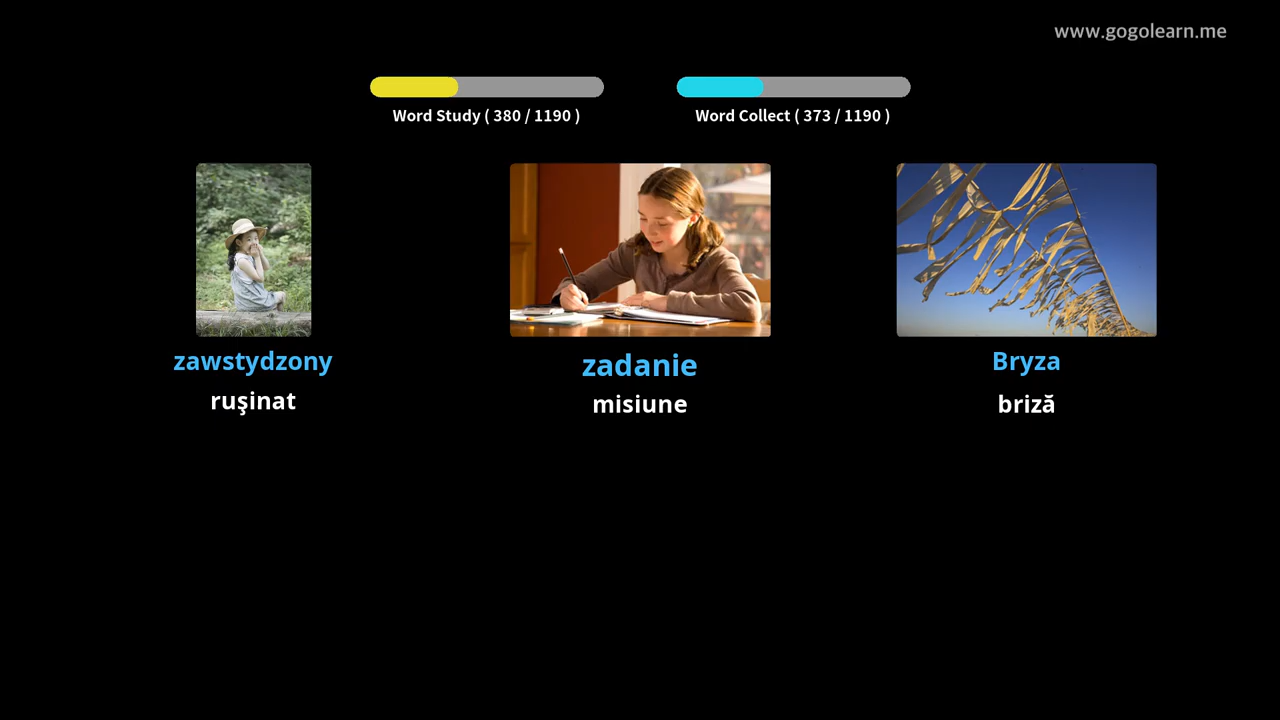 www.gogolearn.me
Word Study ( 380 / 1190 )
Word Collect ( 373 / 1190 )
zawstydzony
ruşinat
zadanie
misiune
Bryza
briză